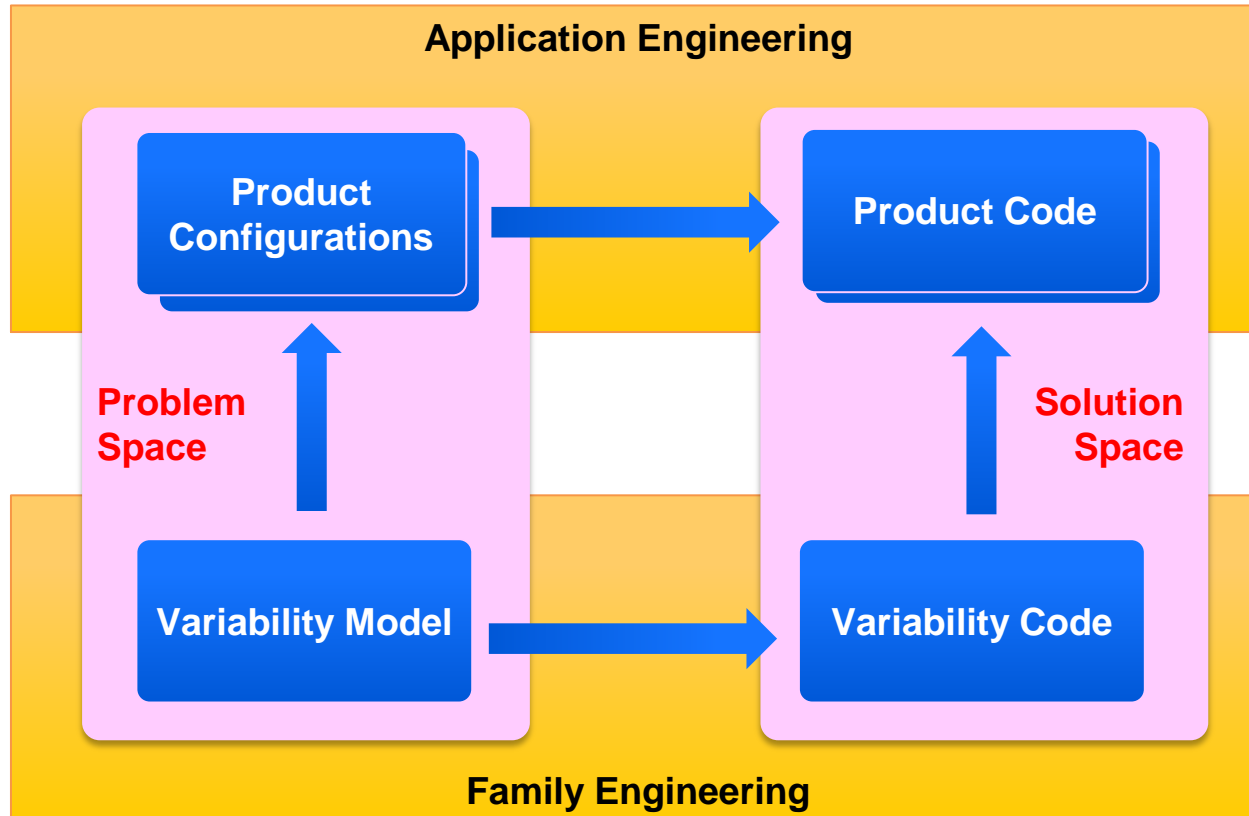 Application Engineering
Product
Configurations
Product Code
Problem
Space
Solution
Space
Variability Model
Variability Code
Family Engineering